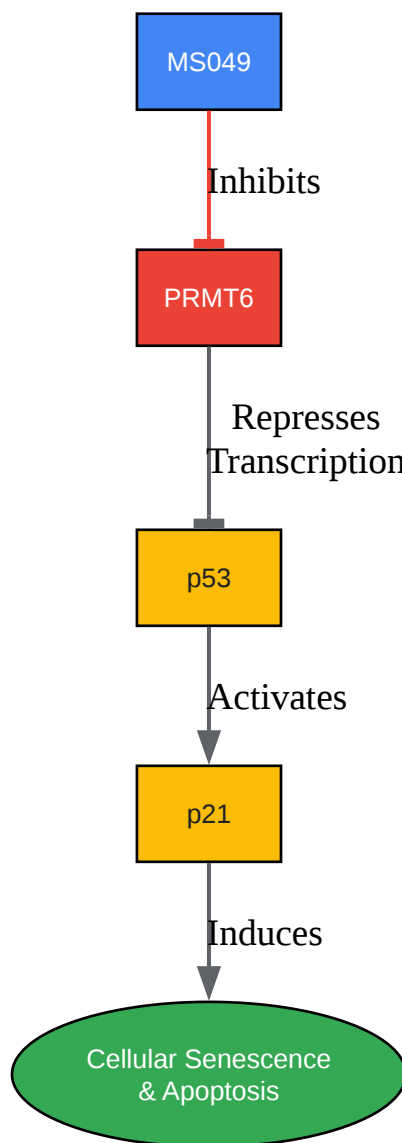 MS049
Inhibits
PRMT6
Represses
Transcription
p53
Activates
p21
Induces
Cellular Senescence
& Apoptosis